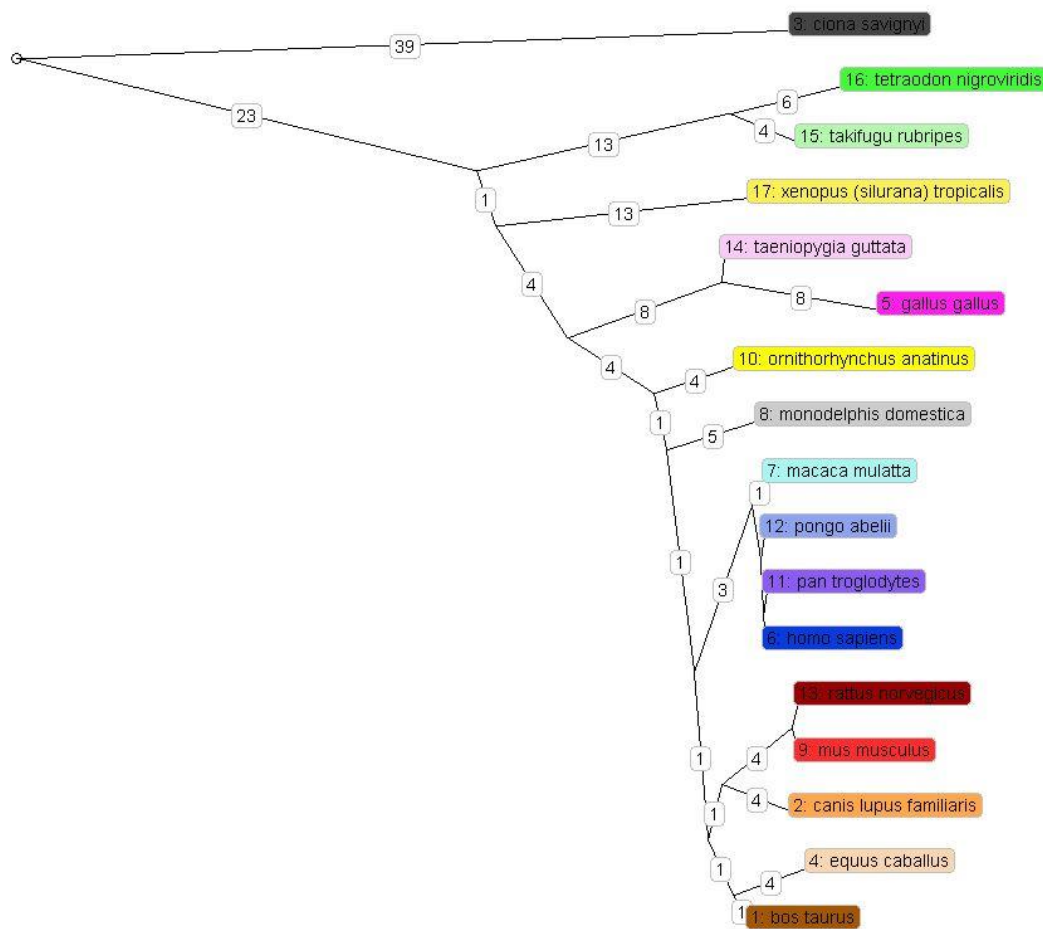 3: ciona savignyi
39
16: tetraodon nigroviridis
6
23
4
15: takifugu rubripes
13
17: xenopus (silurana) tropicalis
1
13
14: taeniopygia guttata
4
8
5: gallus gallus
8
10: ornithorhynchus anatinus
4
4
8: monodelphis domestica
1
5
7: macaca mulatta
1
12: pongo abelii
1
11: pan troglodytes
3
6: homo sapiens
13: rattus norvegicus
9: mus musculus
1
4
4
2: canis lupus familiaris
1
4: equus caballus
1
4
1
1: bos taurus